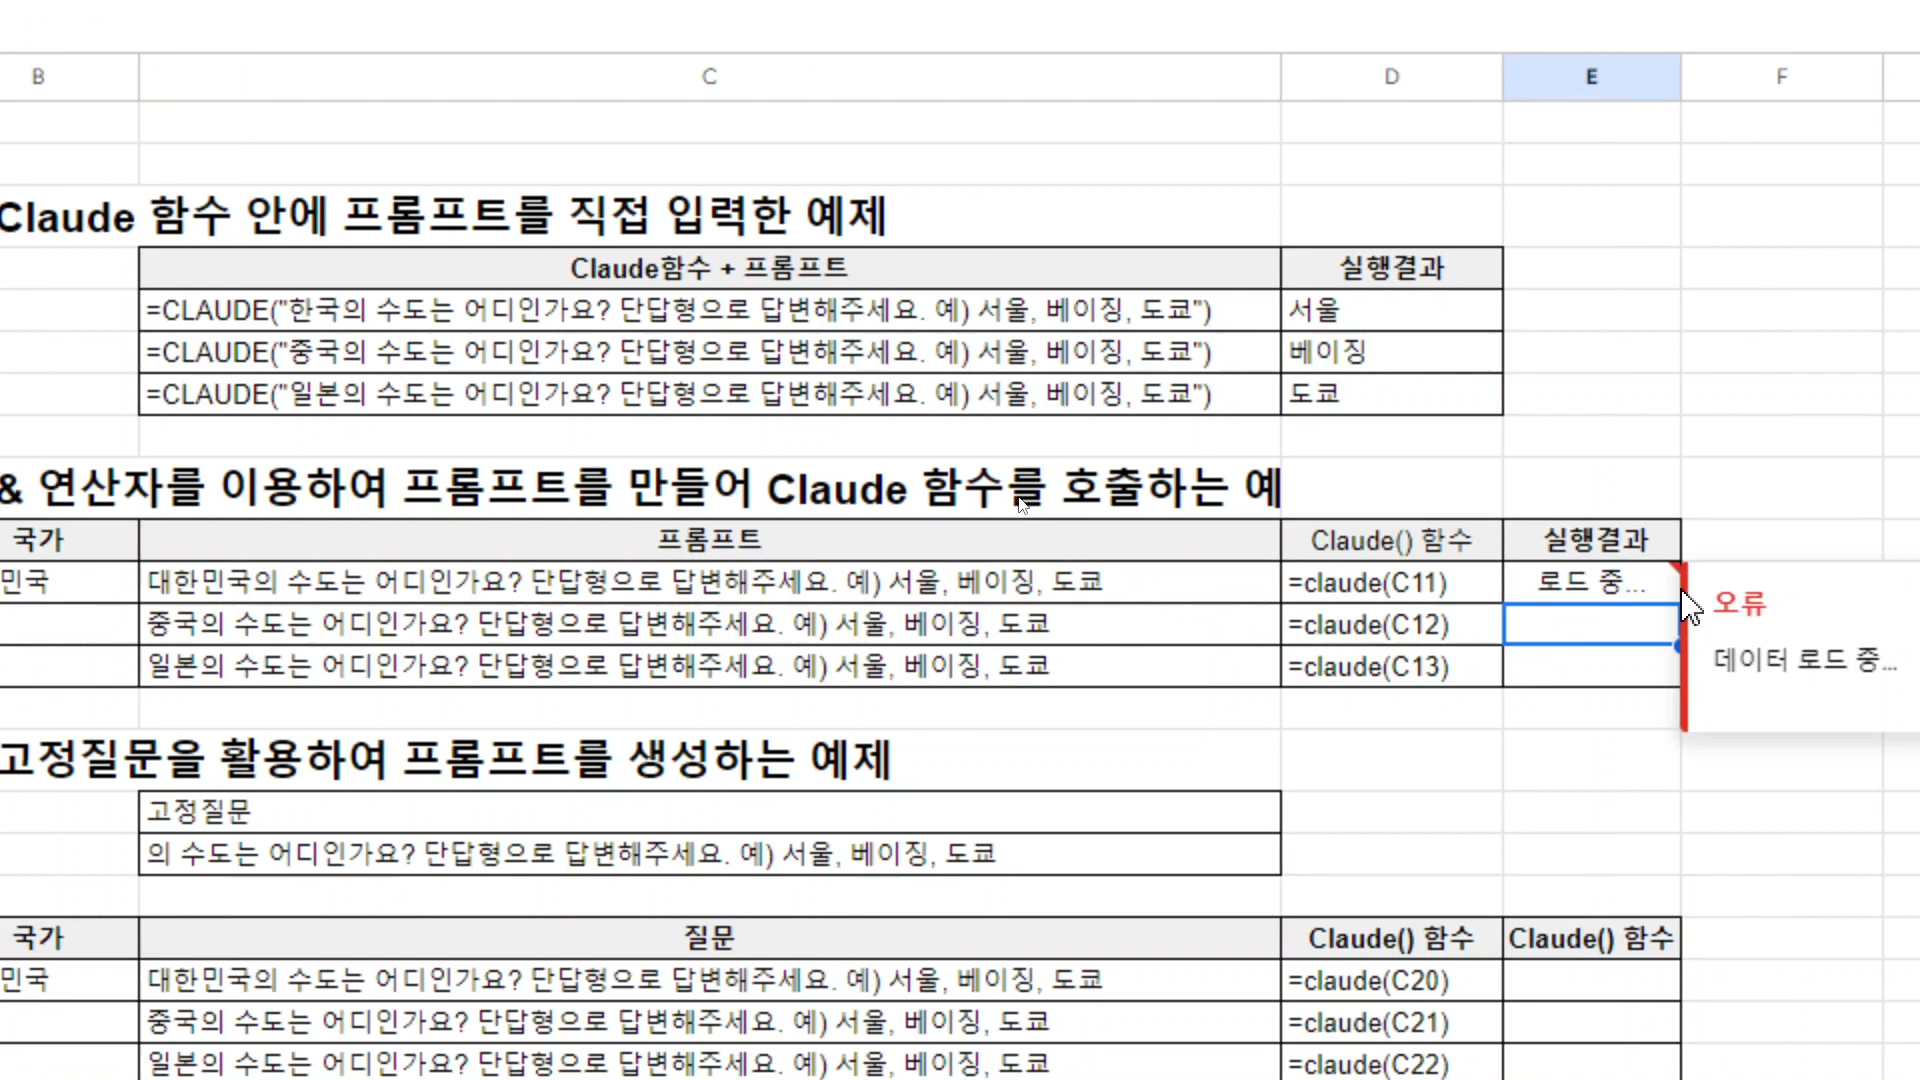 B C D E F
Claude 함수 안에 프롬프트를 직접 입력한 예제
Claude함수 + 프롬프트 실행결과
=CLAUDE("한국의 수도는 어디인가요? 단답형으로 답변해주세요. 예) 서울, 베이징, 도쿄") 서울
=CLAUDE("중국의 수도는 어디인가요? 단답형으로 답변해주세요. 예) 서울, 베이징, 도쿄") 베이징
=CLAUDE("일본의 수도는 어디인가요? 단답형으로 답변해주세요. 예) 서울, 베이징, 도쿄") 도쿄
& 연산자를 이용하여 프롬프트를 만들어 Claude 함수를 호출하는 예
국가 프롬프트 Claude() 함수 실행결과
민국 대한민국의 수도는 어디인가요? 단답형으로 답변해주세요. 예) 서울, 베이징, 도쿄 =claude(C11) 로드 중...
오류
중국의 수도는 어디인가요? 단답형으로 답변해주세요. 예) 서울, 베이징, 도쿄 =claude(C12)
데이터 로드 중...
일본의 수도는 어디인가요? 단답형으로 답변해주세요. 예) 서울, 베이징, 도쿄 =claude(C13)
고정질문을 활용하여 프롬프트를 생성하는 예제
고정질문
의 수도는 어디인가요? 단답형으로 답변해주세요. 예) 서울, 베이징, 도쿄
국가 질문 Claude() 함수 Claude() 함수
민국 대한민국의 수도는 어디인가요? 단답형으로 답변해주세요. 예) 서울, 베이징, 도쿄 =claude(C20)
중국의 수도는 어디인가요? 단답형으로 답변해주세요. 예) 서울, 베이징, 도쿄 =claude(C21)
일본의 수도는 어디인가요? 단답형으로 답변해주세요. 예) 서울, 베이징, 도쿄 =claude(C22)